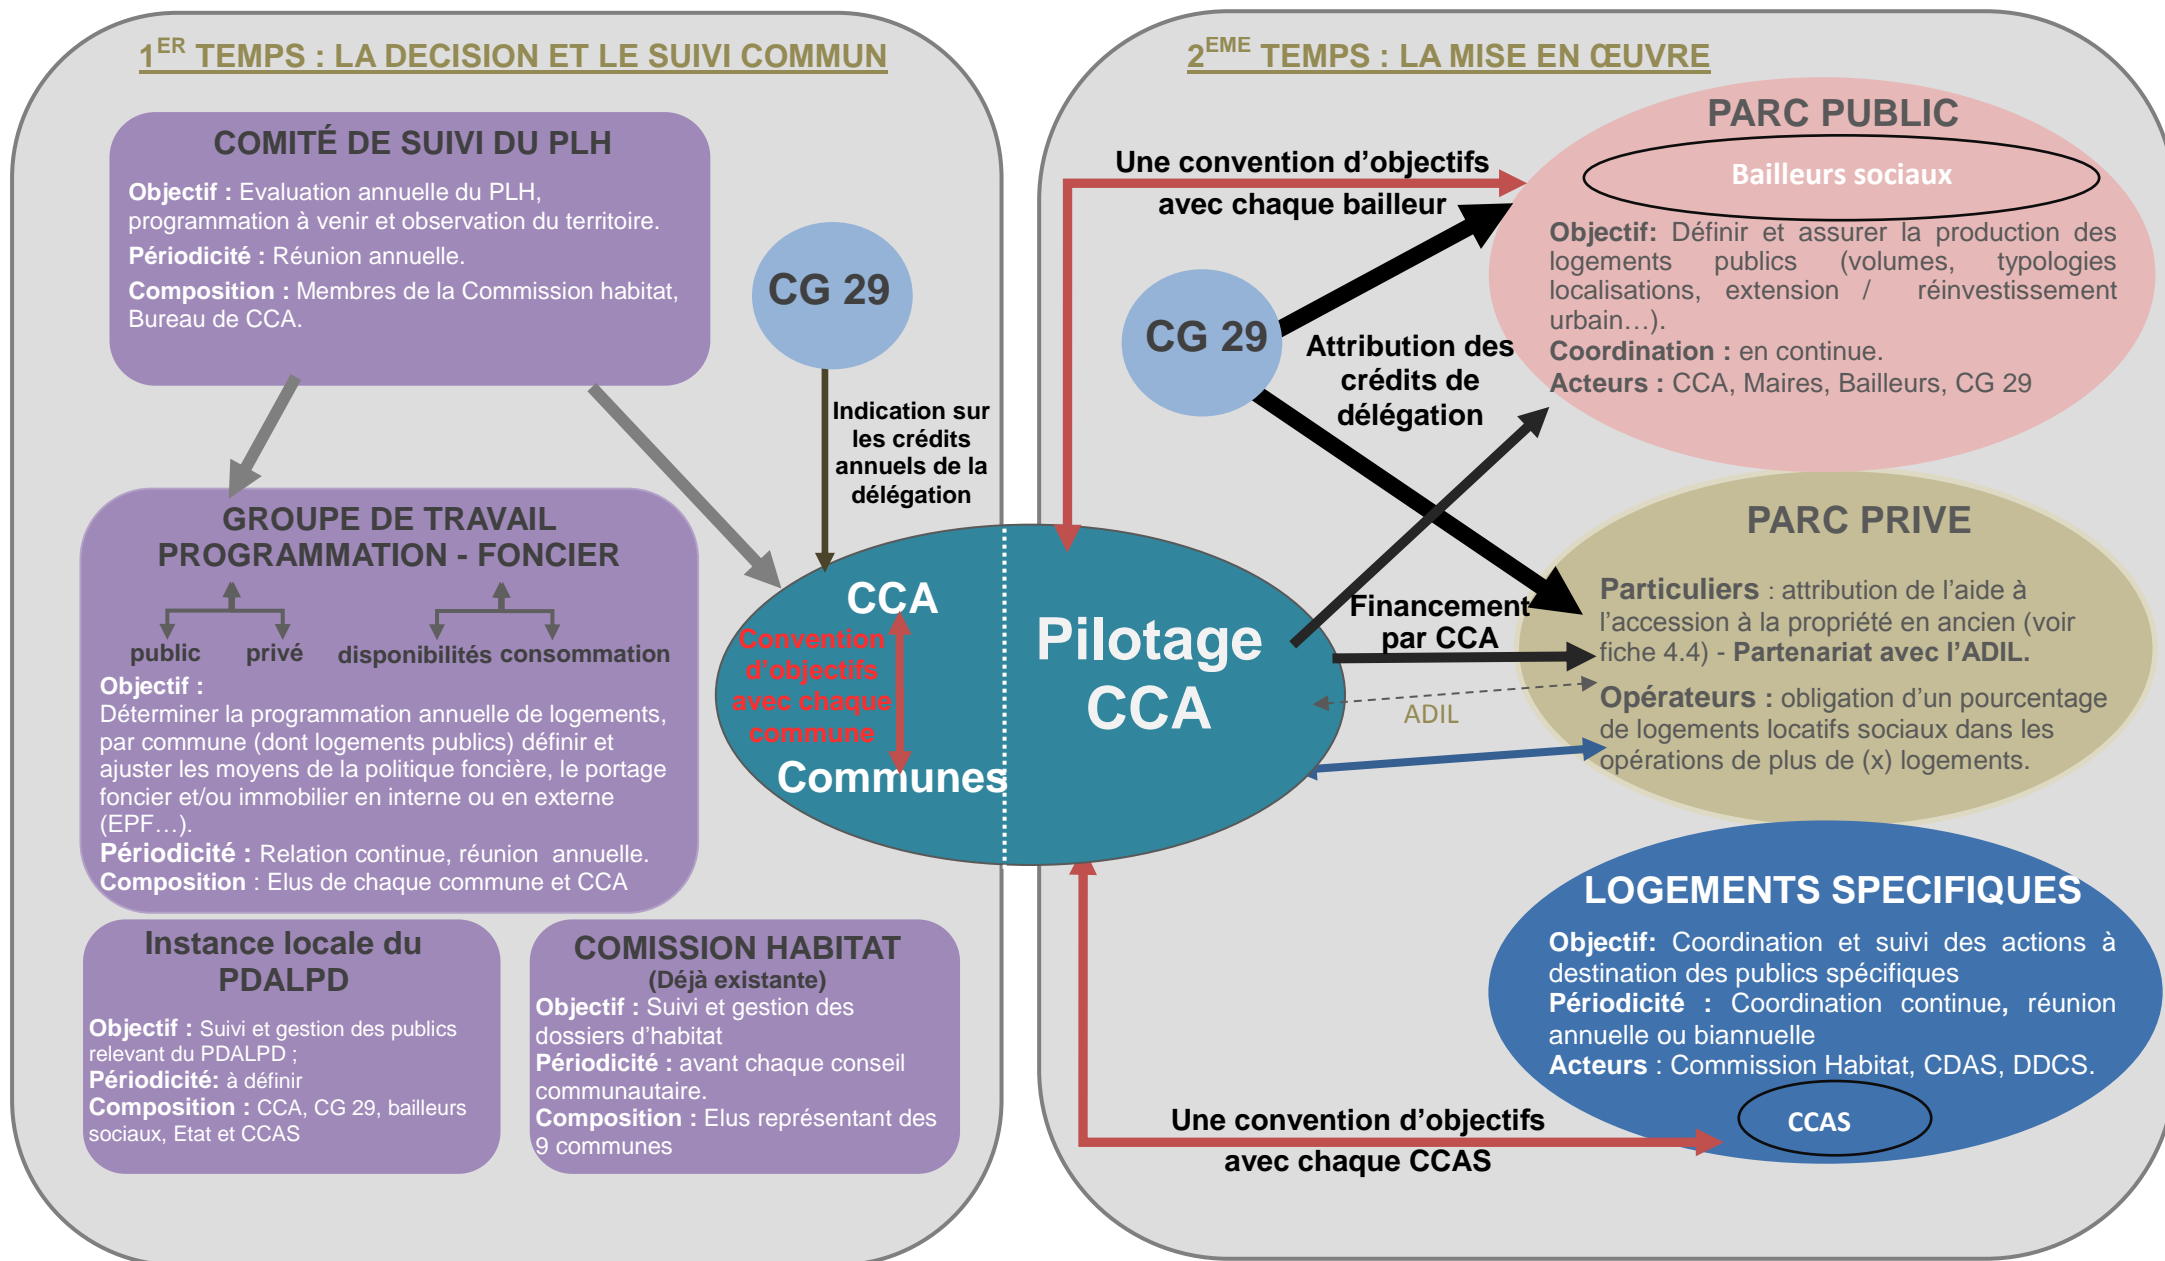 1ER TEMPS : LA DECISION ET LE SUIVI COMMUN
COMITÉ DE SUIVI DU PLH
Objectif : Evaluation annuelle du PLH,
programmation à venir et observation du territoire.
Périodicité : Réunion annuelle.
Composition : Membres de la Commission habitat,
Bureau de CCA.
CG 29
Indication sur
les crédits
annuels de la
délégation
GROUPE DE TRAVAIL
PROGRAMMATION - FONCIER
public privé disponibilités consommation
Objectif :
Déterminer la programmation annuelle de logements,
par commune (dont logements publics) définir et
ajuster les moyens de la politique foncière, le portage
foncier et/ou immobilier en interne ou en externe
(EPF…).
Périodicité : Relation continue, réunion annuelle.
Composition : Elus de chaque commune et CCA
Instance locale du
PDALPD
Objectif : Suivi et gestion des publics
relevant du PDALPD ;
Périodicité: à définir
Composition : CCA, CG 29, bailleurs
sociaux, Etat et CCAS
COMISSION HABITAT
(Déjà existante)
Objectif : Suivi et gestion des
dossiers d’habitat
Périodicité : avant chaque conseil
communautaire.
Composition : Elus représentant des
9 communes
CCA
Convention
d’objectifs
avec chaque
commune
Communes
Pilotage
CCA
2EME TEMPS : LA MISE EN ŒUVRE
Une convention d’objectifs
avec chaque bailleur
CG 29
Attribution des
crédits de
délégation
Financement
par CCA
ADIL
Une convention d’objectifs
avec chaque CCAS
PARC PUBLIC
Bailleurs sociaux
Objectif: Définir et assurer la production des
logements publics (volumes, typologies
localisations, extension / réinvestissement
urbain…).
Coordination : en continue.
Acteurs : CCA, Maires, Bailleurs, CG 29
PARC PRIVE
Particuliers : attribution de l’aide à
l’accession à la propriété en ancien (voir
fiche 4.4) - Partenariat avec l’ADIL.
Opérateurs : obligation d’un pourcentage
de logements locatifs sociaux dans les
opérations de plus de (x) logements.
LOGEMENTS SPECIFIQUES
Objectif: Coordination et suivi des actions à
destination des publics spécifiques
Périodicité : Coordination continue, réunion
annuelle ou biannuelle
Acteurs : Commission Habitat, CDAS, DDCS.
CCAS